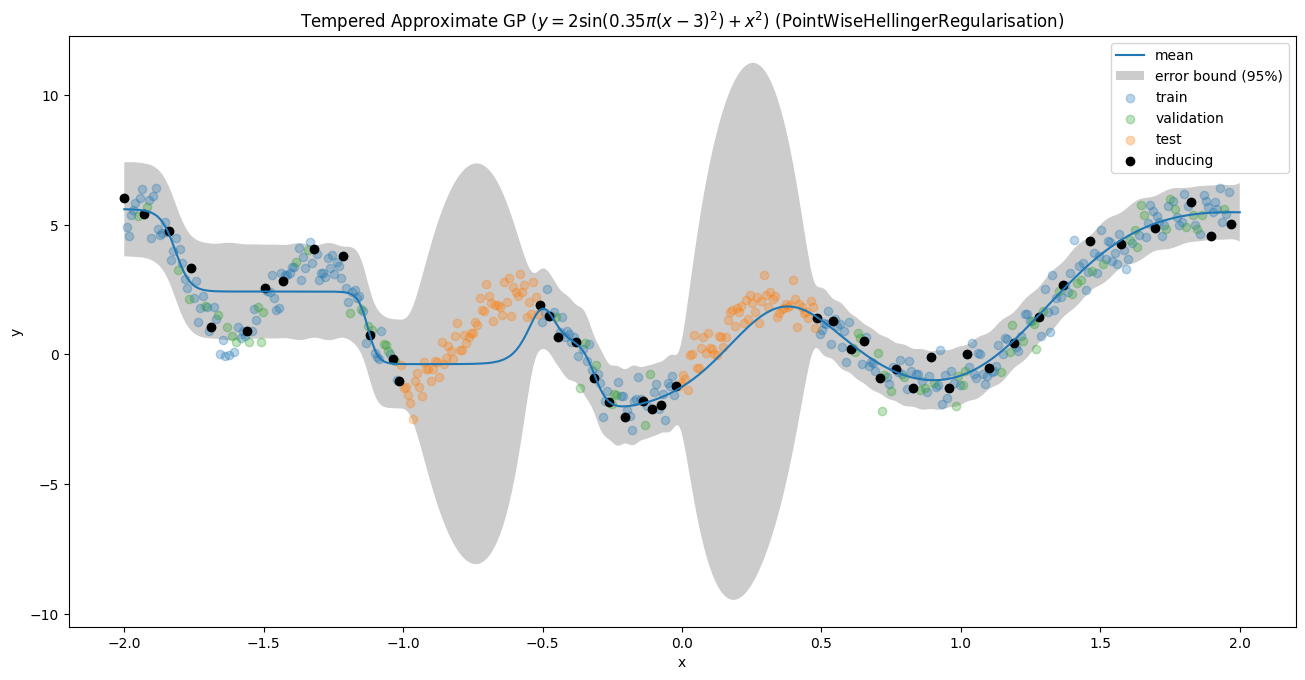 Tempered Approximate GP (y = 2sin(0.35π(x − 3)²) + x²) (PointWiseHellingerRegularisation)
mean
error bound (95%)
train
validation
test
inducing
10
5
0
−5
−10
y
−2.0 −1.5 −1.0 −0.5 0.0 0.5 1.0 1.5 2.0
x